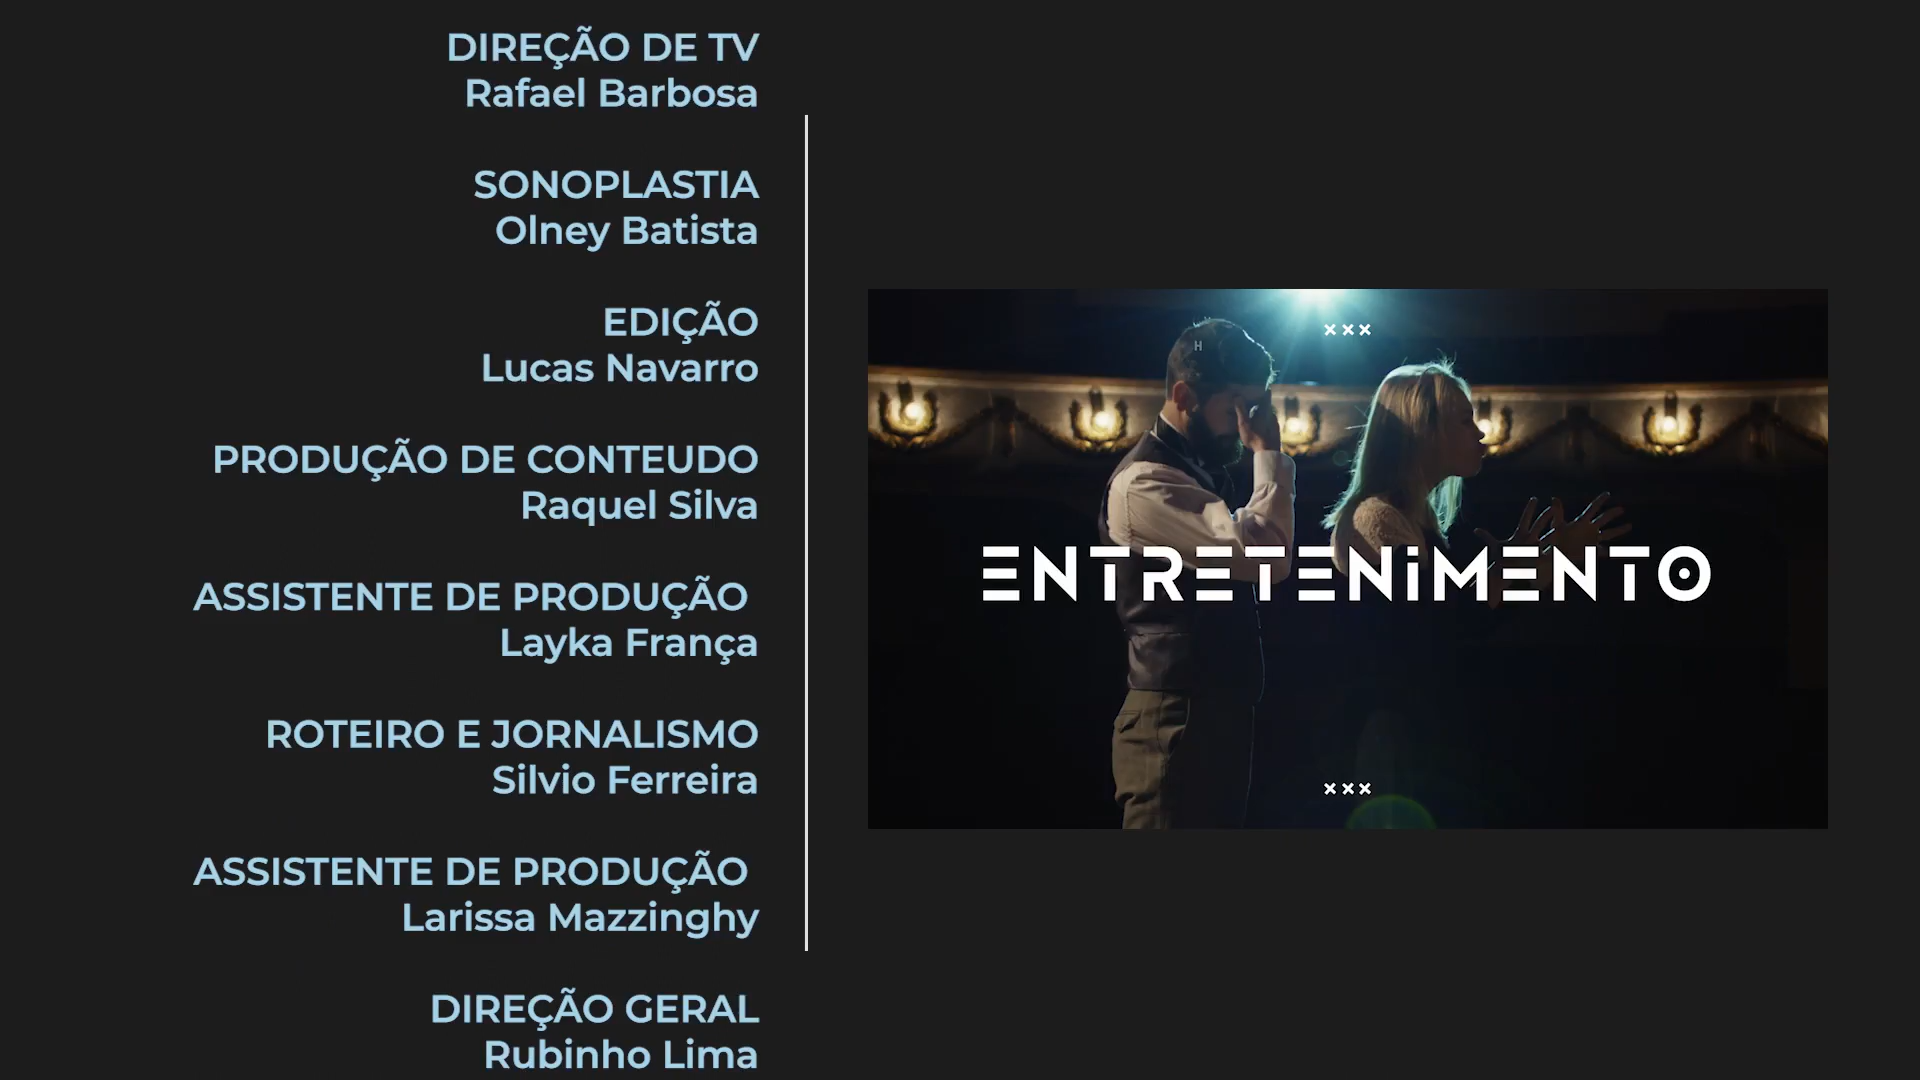 DIREÇÃO DE TV
Rafael Barbosa
SONOPLASTIA
Olney Batista
EDIÇÃO
Lucas Navarro
PRODUÇÃO DE CONTEUDO
Raquel Silva
ASSISTENTE DE PRODUÇÃO
Layka França
ROTEIRO E JORNALISMO
Silvio Ferreira
ASSISTENTE DE PRODUÇÃO
Larissa Mazzinghy
DIREÇÃO GERAL
Rubinho Lima
×××
H
ENTRETENiMENTO
×××